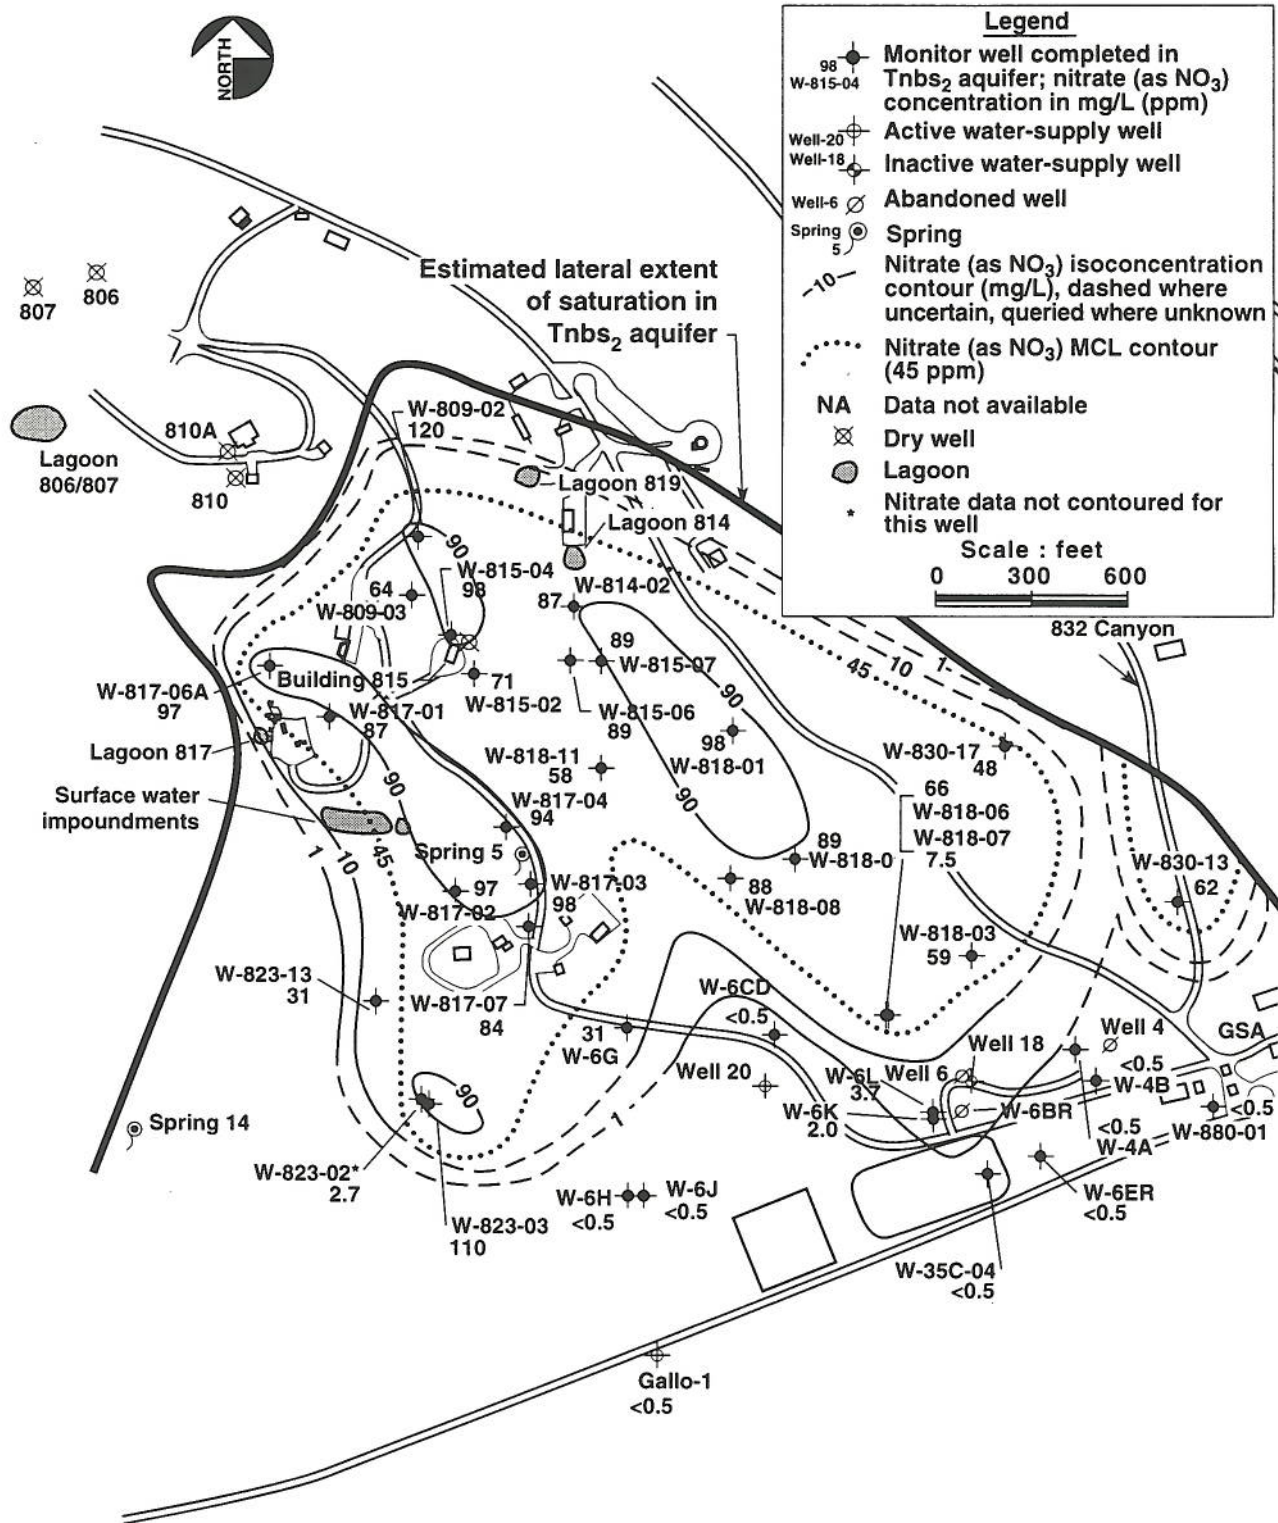 NORTH
Legend
98
W-815-04
Monitor well completed in
Tnbs2 aquifer; nitrate (as NO3)
concentration in mg/L (ppm)
Well-20
Active water-supply well
Well-18
Inactive water-supply well
Well-6
Abandoned well
Spring
5
Spring
10
Nitrate (as NO3) isoconcentration
contour (mg/L), dashed where
uncertain, queried where unknown
Nitrate (as NO3) MCL contour
(45 ppm)
NA
Data not available
Dry well
Lagoon
*
Nitrate data not contoured for
this well
Scale : feet
0 300 600
832 Canyon
Estimated lateral extent
of saturation in
Tnbs2 aquifer
807
806
Lagoon
806/807
810A
810
W-809-02
120
Lagoon 819
Lagoon 814
90
W-815-04
98
64
W-809-03
W-814-02
87
89
W-815-07
45
10
1
Building 815
71
W-815-02
W-817-06A
97
W-817-01
87
W-815-06
89
90
98
W-818-01
Lagoon 817
W-818-11
58
W-830-17
48
Surface water
impoundments
90
W-817-04
94
90
66
W-818-06
W-818-07
7.5
1
10
45
Spring 5
89
W-818-0
W-830-13
62
97
W-817-02
W-817-03
98
88
W-818-08
W-818-03
59
W-823-13
31
W-817-07
84
W-6CD
<0.5
31
W-6G
Well 20
Well 18
Well 4
GSA
<0.5
Well 6
W-6L
3.7
W-4B
90
1
W-6K
2.0
W-6BR
<0.5
<0.5
W-880-01
W-4A
Spring 14
W-823-02*
2.7
W-6H
<0.5
W-6J
<0.5
W-6ER
<0.5
W-823-03
110
W-35C-04
<0.5
Gallo-1
<0.5